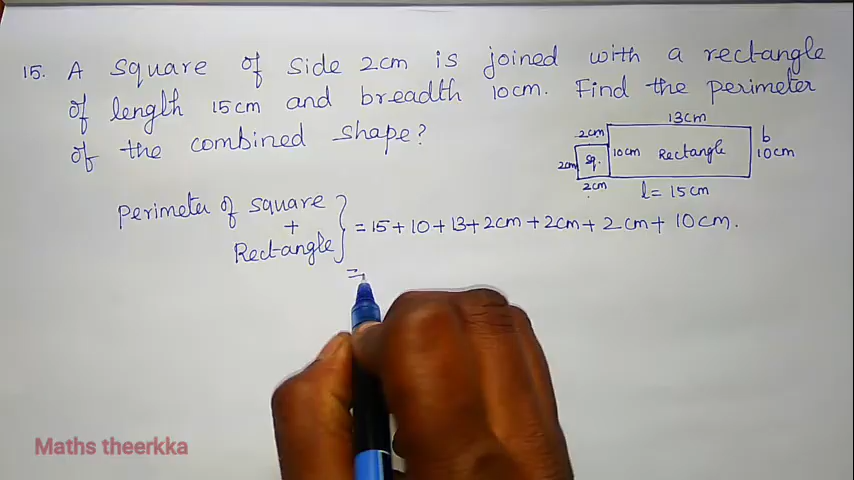 15. A square of side 2cm is joined with a rectangle
of length 15cm and breadth 10cm. Find the perimeter
of the combined shape?
13cm
2cm
b
2cm
sq.
10cm
Rectangle
10cm
2cm
l = 15cm
Perimeter of square
+
Rectangle
= 15 + 10 + 13 + 2cm + 2cm + 2cm + 10cm.
=
Maths theerkka